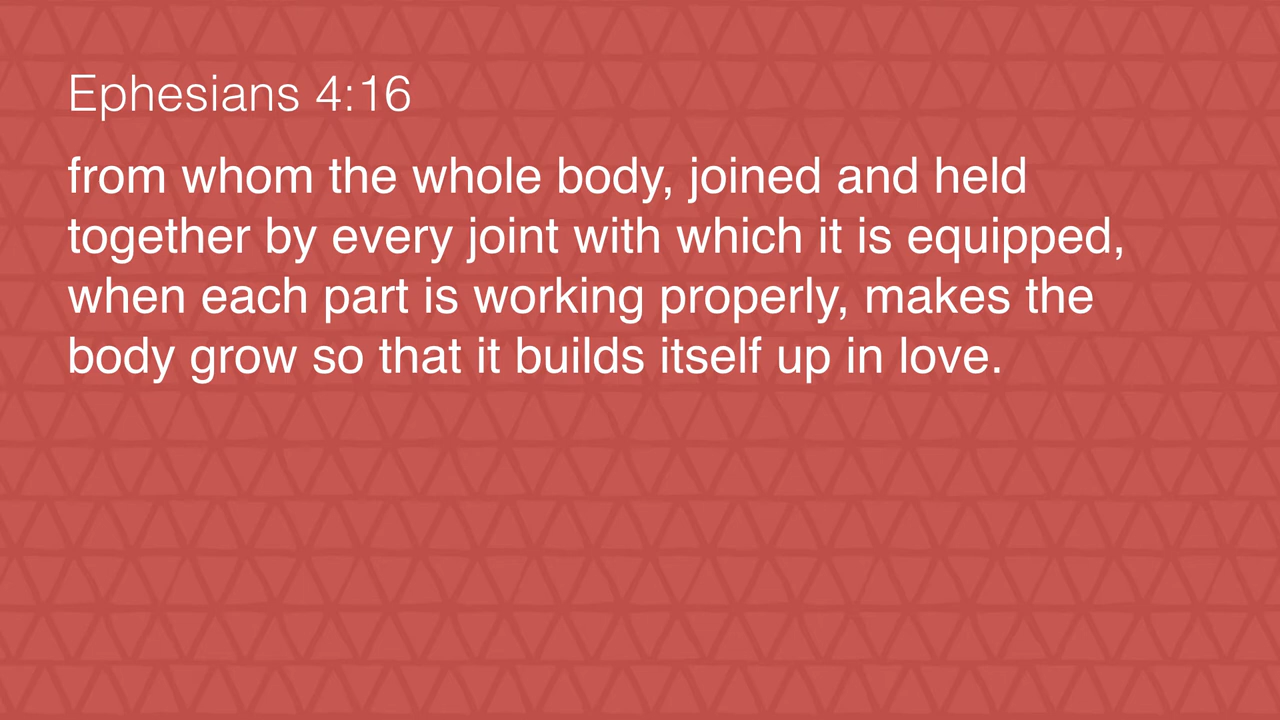 Ephesians 4:16
from whom the whole body, joined and held
together by every joint with which it is equipped,
when each part is working properly, makes the
body grow so that it builds itself up in love.